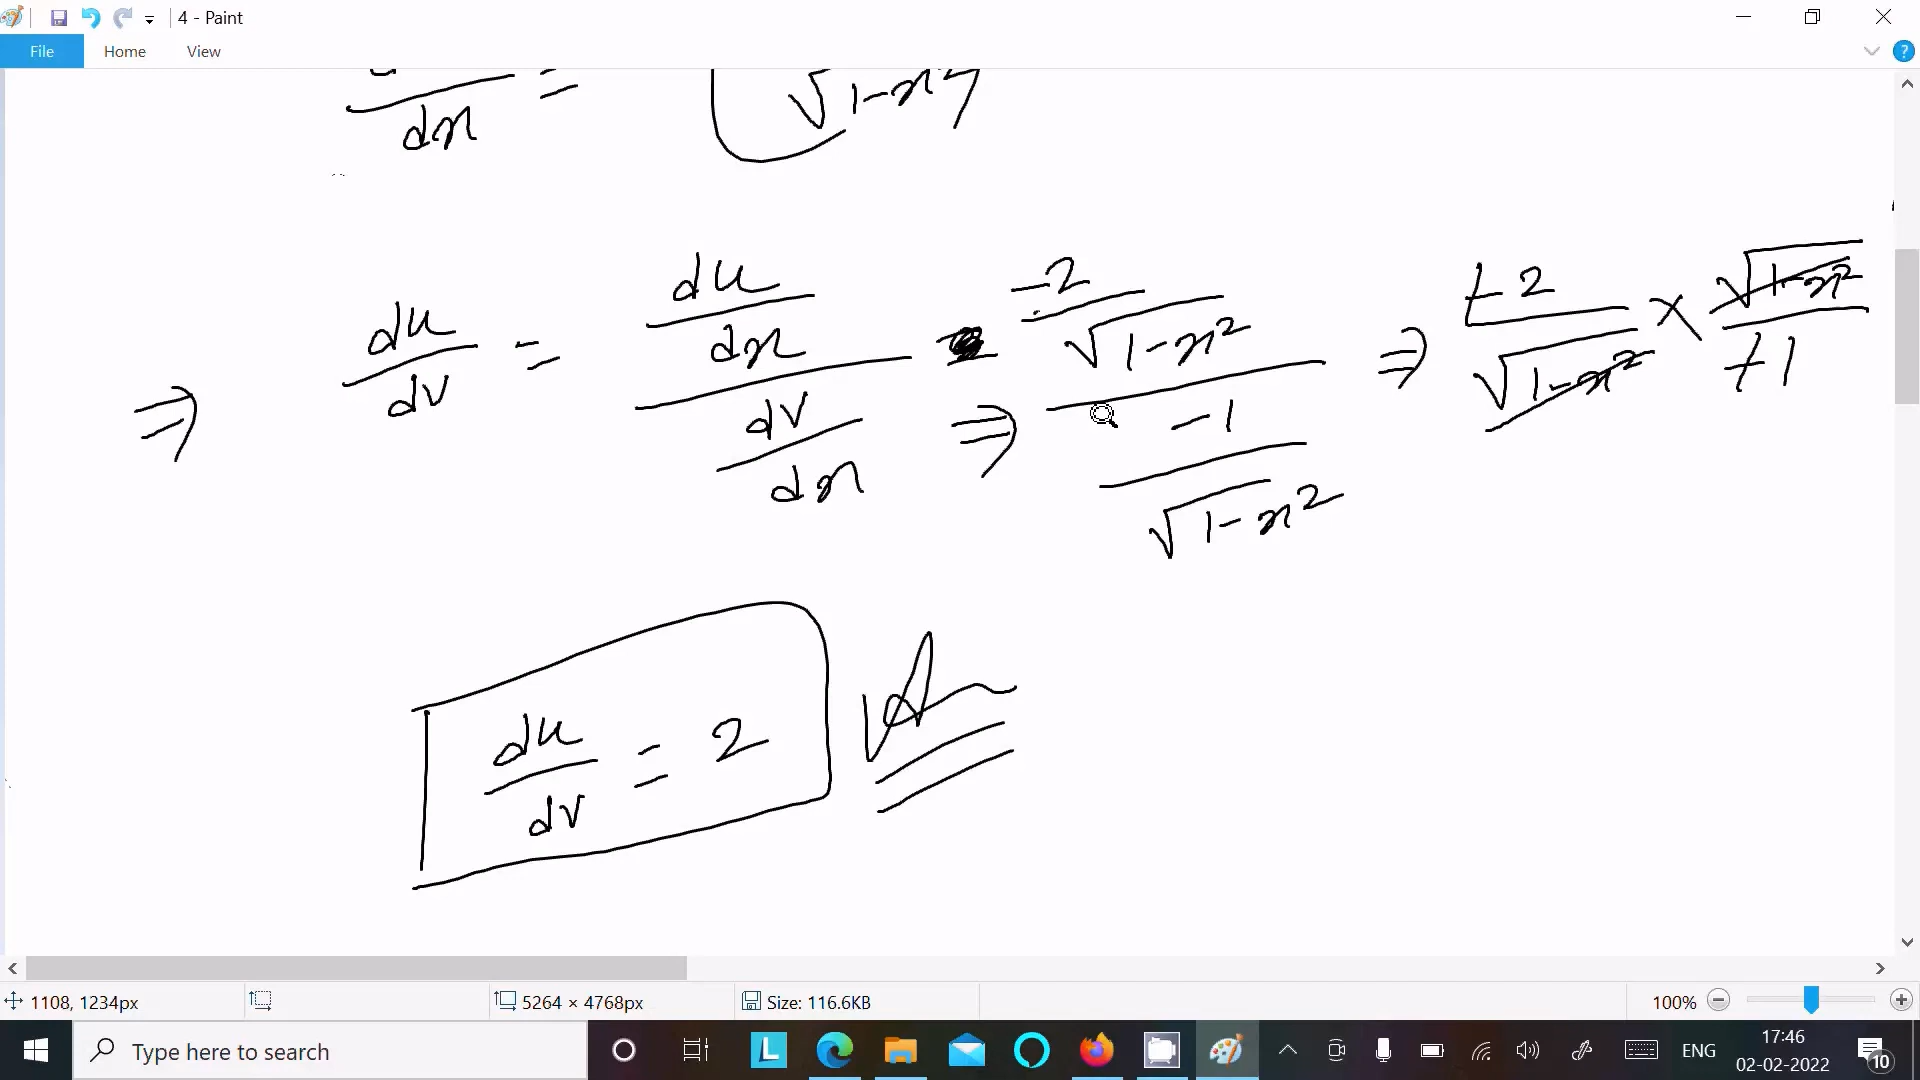 4 - Paint
File Home View
/dx = √1-x²
⇒ du/dv = (du/dx)/(dv/dx) ⇒ (-2/√1-x²)/(-1/√1-x²) ⇒ -2/√1-x² × √1-x²/-1
du/dv = 2
1108, 1234px 5264 × 4768px Size: 116.6KB 100%
Type here to search L ENG 17:46
02-02-2022 10